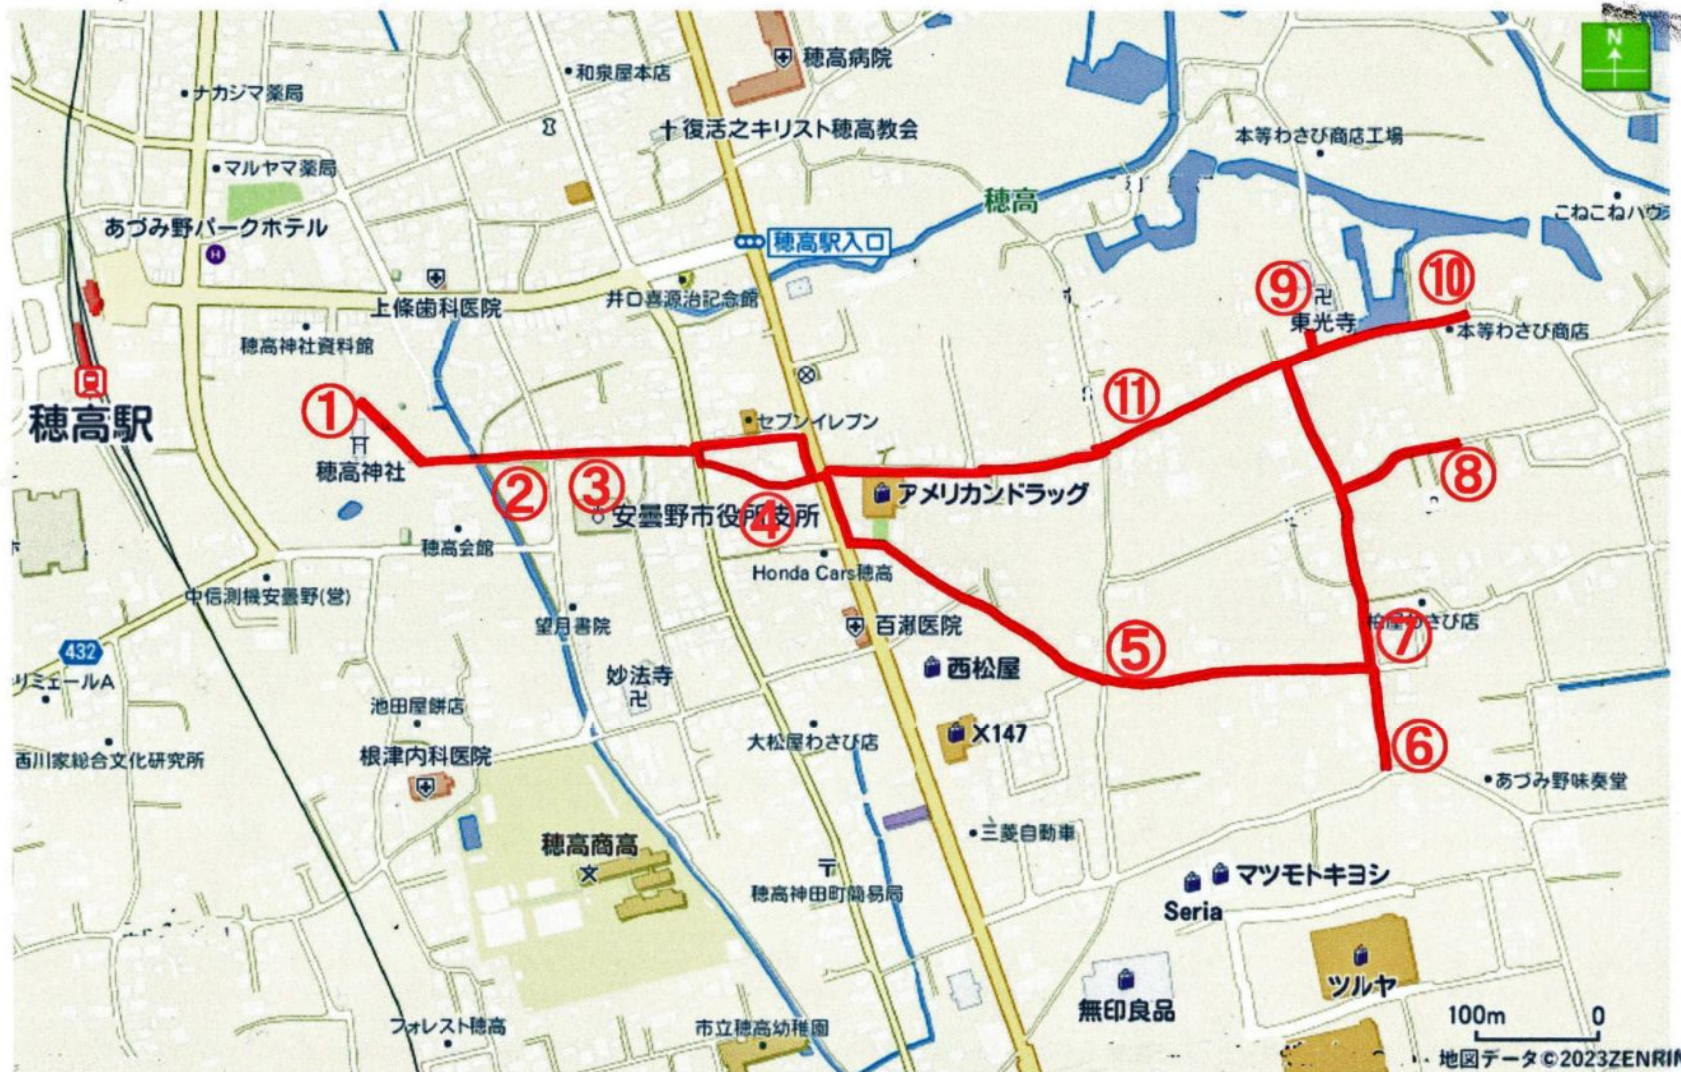 N
穂高病院
和泉屋本店
ナカジマ薬局
復活之キリスト穂高教会
本等わさび商店工場
マルヤマ薬局
穂高
こねこねハウス
あづみ野パークホテル
H
穂高駅入口
上條歯科医院
井口喜源治記念館
⑨
⑩
東光寺
本等わさび商店
穂高神社資料館
①
⑪
穂高駅
セブンイレブン
穂高神社
②
③
⑧
アメリカンドラッグ
安曇野市役所支所
④
穂高会館
Honda Cars穂高
中信測機安曇野(営)
望月書院
百瀬医院
柏屋わさび店
⑦
432
⑤
西松屋
リミエールA
妙法寺
池田屋餅店
大松屋わさび店
X147
⑥
西川家総合文化研究所
根津内科医院
あづみ野味奏堂
三菱自動車
穂高商高
マツモトキヨシ
穂高神田町簡易局
Seria
ツルヤ
無印良品
フォレスト穂高
市立穂高幼稚園
100m 0
地図データ©2023ZENRIN